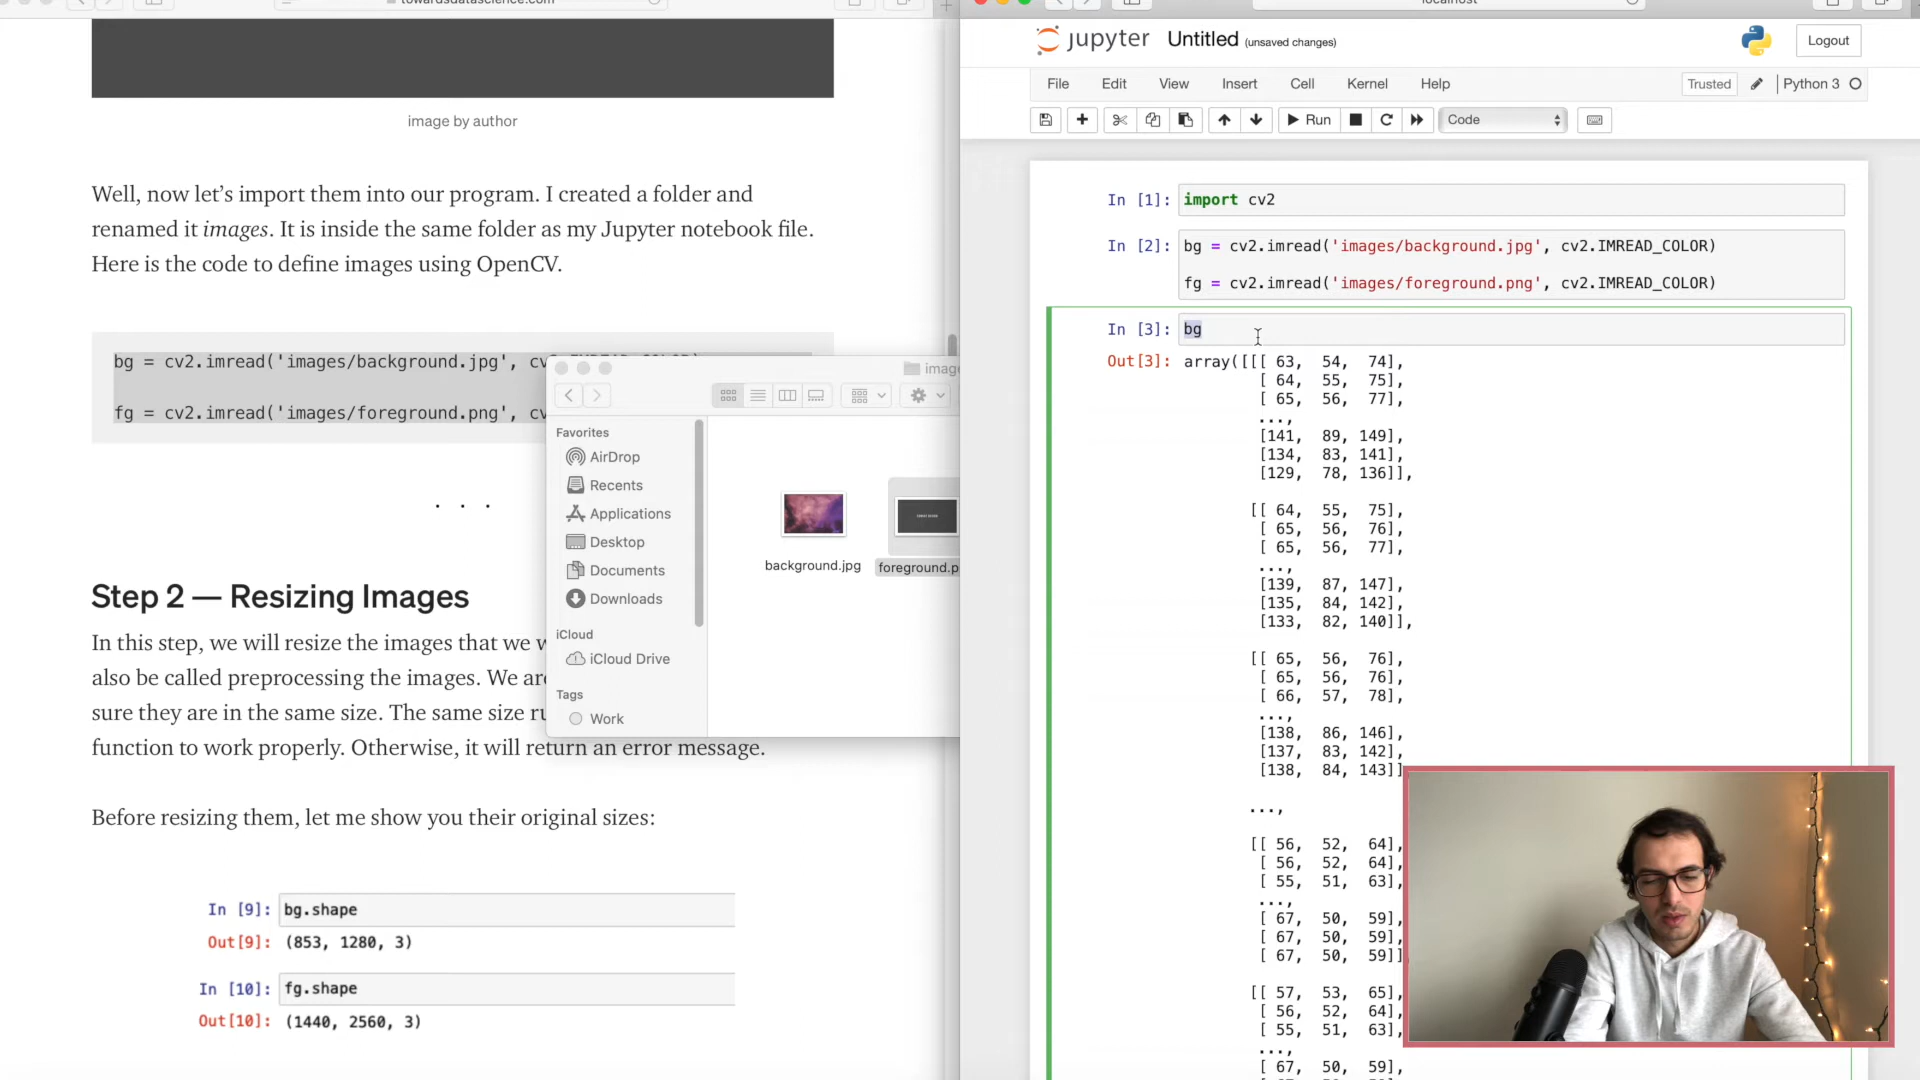 towardsdatascience.com
image by author
Well, now let’s import them into our program. I created a folder and
renamed it images. It is inside the same folder as my Jupyter notebook file.
Here is the code to define images using OpenCV.
bg = cv2.imread('images/background.jpg',
fg = cv2.imread('images/foreground.png',
. . .
Step 2 — Resizing Images
In this step, we will resize the images that we
also be called preprocessing the images. We are
sure they are in the same size. The same size
function to work properly. Otherwise, it will return an error message.
Before resizing them, let me show you their original sizes:
In [9]: bg.shape
Out[9]: (853, 1280, 3)
In [10]: fg.shape
Out[10]: (1440, 2560, 3)
Favorites
AirDrop
Recents
Applications
Desktop
Documents
Downloads
iCloud
iCloud Drive
Tags
Work
background.jpg
foreground.p
localhost
jupyter Untitled (unsaved changes)
Logout
File Edit View Insert Cell Kernel Help
Trusted Python 3
Run Code
In [1]: import cv2
In [2]: bg = cv2.imread('images/background.jpg', cv2.IMREAD_COLOR)
fg = cv2.imread('images/foreground.png', cv2.IMREAD_COLOR)
In [3]: bg
Out[3]: array([[[ 63, 54, 74],
[ 64, 55, 75],
[ 65, 56, 77],
...,
[141, 89, 149],
[134, 83, 141],
[129, 78, 136]],
[[ 64, 55, 75],
[ 65, 56, 76],
[ 65, 56, 77],
...,
[139, 87, 147],
[135, 84, 142],
[133, 82, 140]],
[[ 65, 56, 76],
[ 65, 56, 76],
[ 66, 57, 78],
...,
[138, 86, 146],
[137, 83, 142],
[138, 84, 143]]
...,
[[ 56, 52, 64],
[ 56, 52, 64],
[ 55, 51, 63],
...,
[ 67, 50, 59],
[ 67, 50, 59],
[ 67, 50, 59]]
[[ 57, 53, 65],
[ 56, 52, 64],
[ 55, 51, 63],
...,
[ 67, 50, 59],